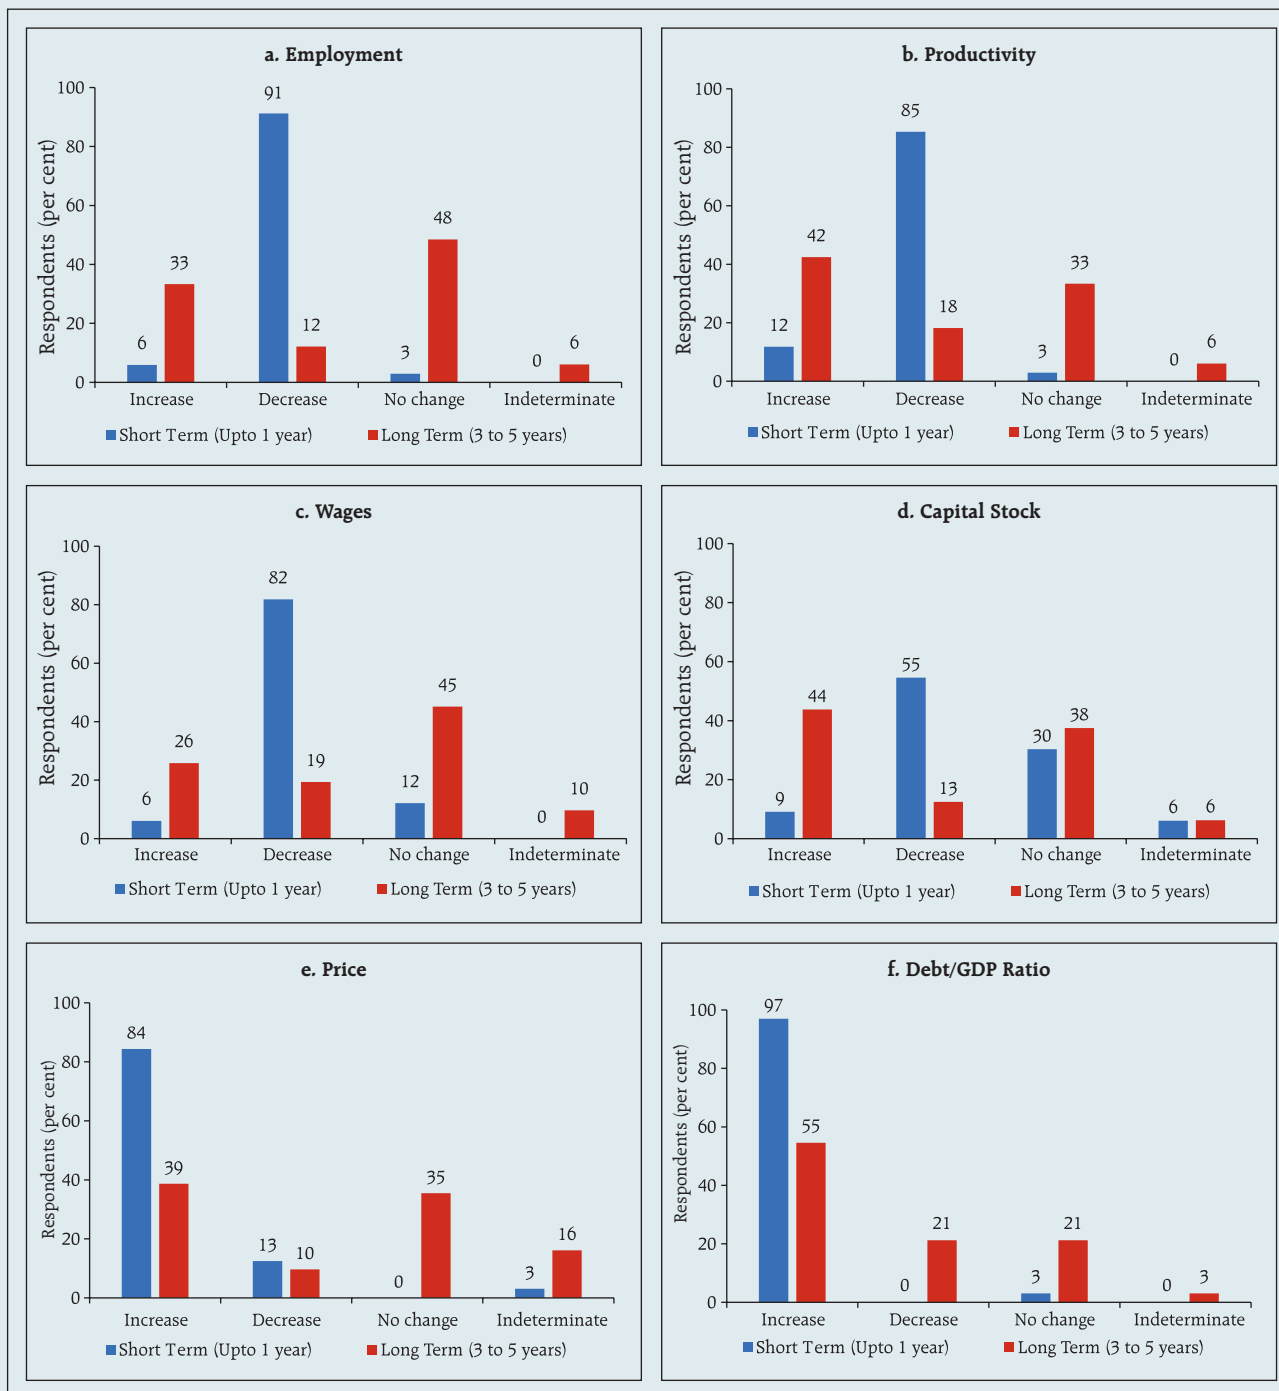 a. Employment
Respondents (per cent)
100
80
60
40
20
0
6
33
91
12
3
48
0
6
Increase
Decrease
No change
Indeterminate
Short Term (Upto 1 year)
Long Term (3 to 5 years)
b. Productivity
Respondents (per cent)
100
80
60
40
20
0
12
42
85
18
3
33
0
6
Increase
Decrease
No change
Indeterminate
Short Term (Upto 1 year)
Long Term (3 to 5 years)
c. Wages
Respondents (per cent)
100
80
60
40
20
0
6
26
82
19
12
45
0
10
Increase
Decrease
No change
Indeterminate
Short Term (Upto 1 year)
Long Term (3 to 5 years)
d. Capital Stock
Respondents (per cent)
100
80
60
40
20
0
9
44
55
13
30
38
6
6
Increase
Decrease
No change
Indeterminate
Short Term (Upto 1 year)
Long Term (3 to 5 years)
e. Price
Respondents (per cent)
100
80
60
40
20
0
84
39
13
10
0
35
3
16
Increase
Decrease
No change
Indeterminate
Short Term (Upto 1 year)
Long Term (3 to 5 years)
f. Debt/GDP Ratio
Respondents (per cent)
100
80
60
40
20
0
97
55
0
21
3
21
0
3
Increase
Decrease
No change
Indeterminate
Short Term (Upto 1 year)
Long Term (3 to 5 years)